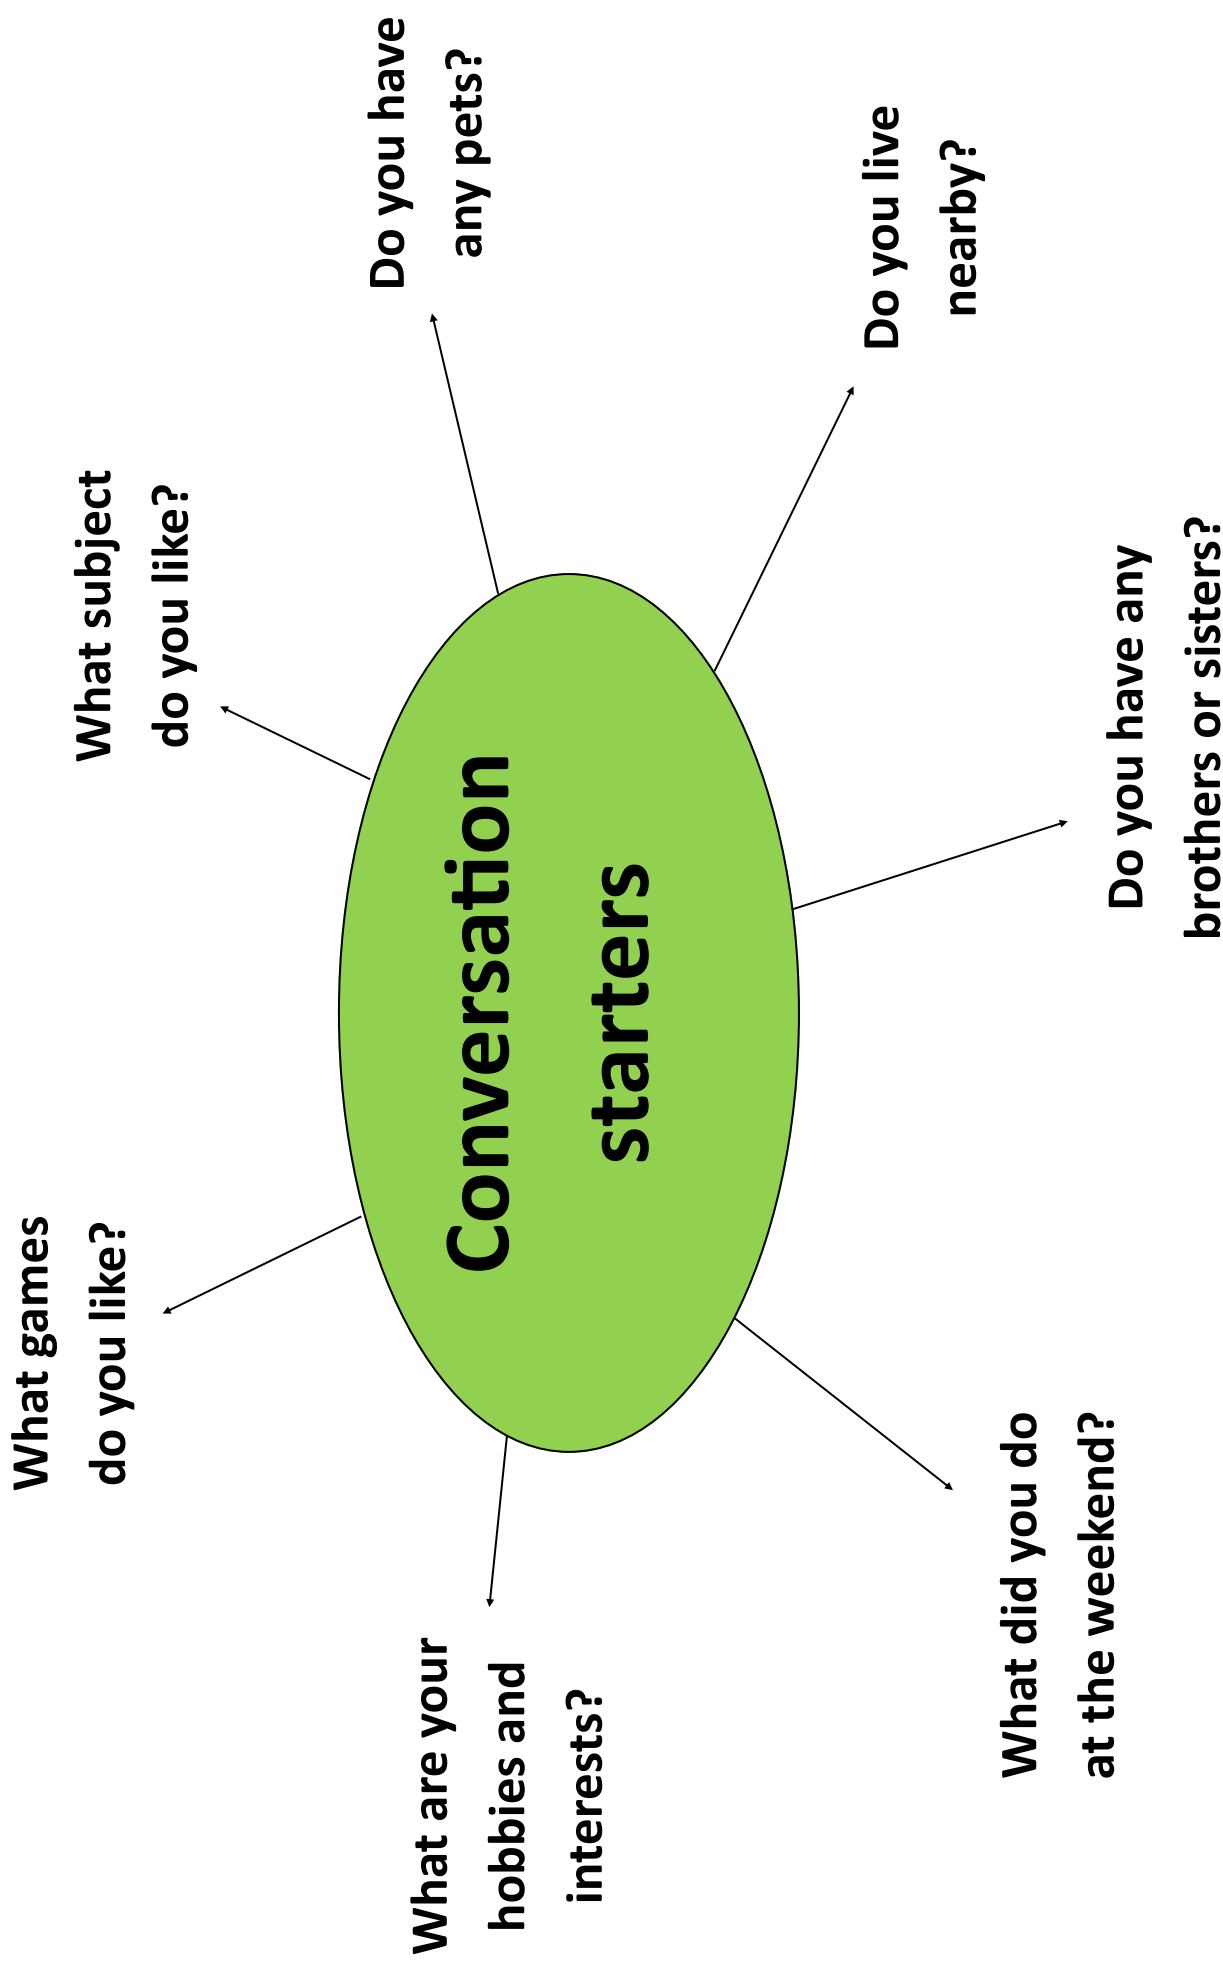 What games
do you like?
What subject
do you like?
Do you have
any pets?
What are your
hobbies and
interests?
Conversation
starters
Do you live
nearby?
What did you do
at the weekend?
Do you have any
brothers or sisters?